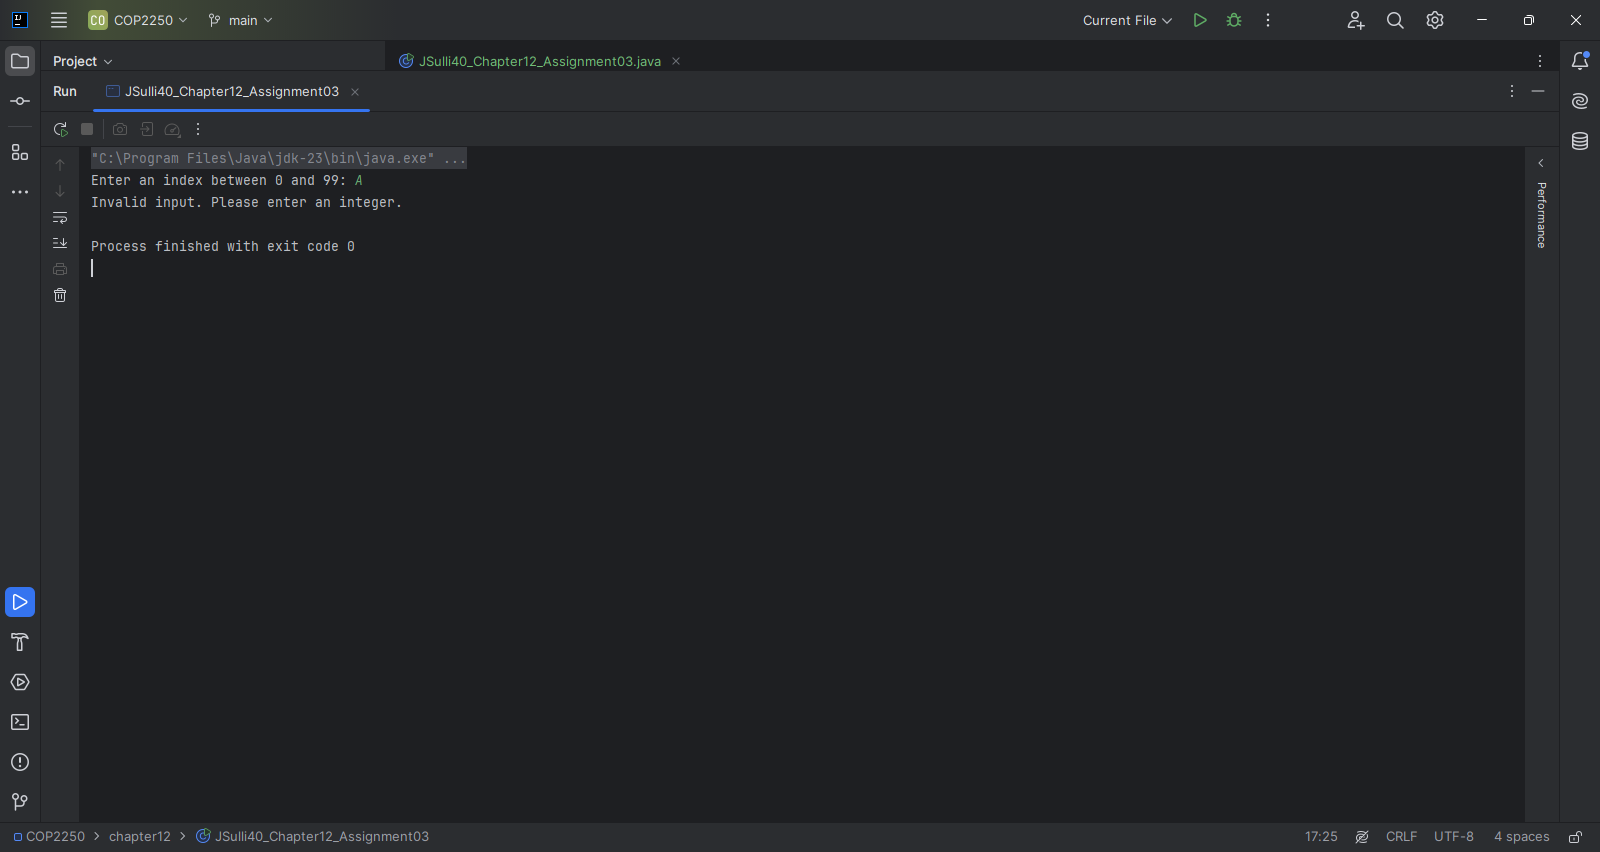 CO COP2250 main Current File
Project JSulli40_Chapter12_Assignment03.java
Run JSulli40_Chapter12_Assignment03
"C:\Program Files\Java\jdk-23\bin\java.exe" ...
Enter an index between 0 and 99: A
Invalid input. Please enter an integer.
Process finished with exit code 0
Performance
COP2250 > chapter12 > JSulli40_Chapter12_Assignment03 17:25 CRLF UTF-8 4 spaces